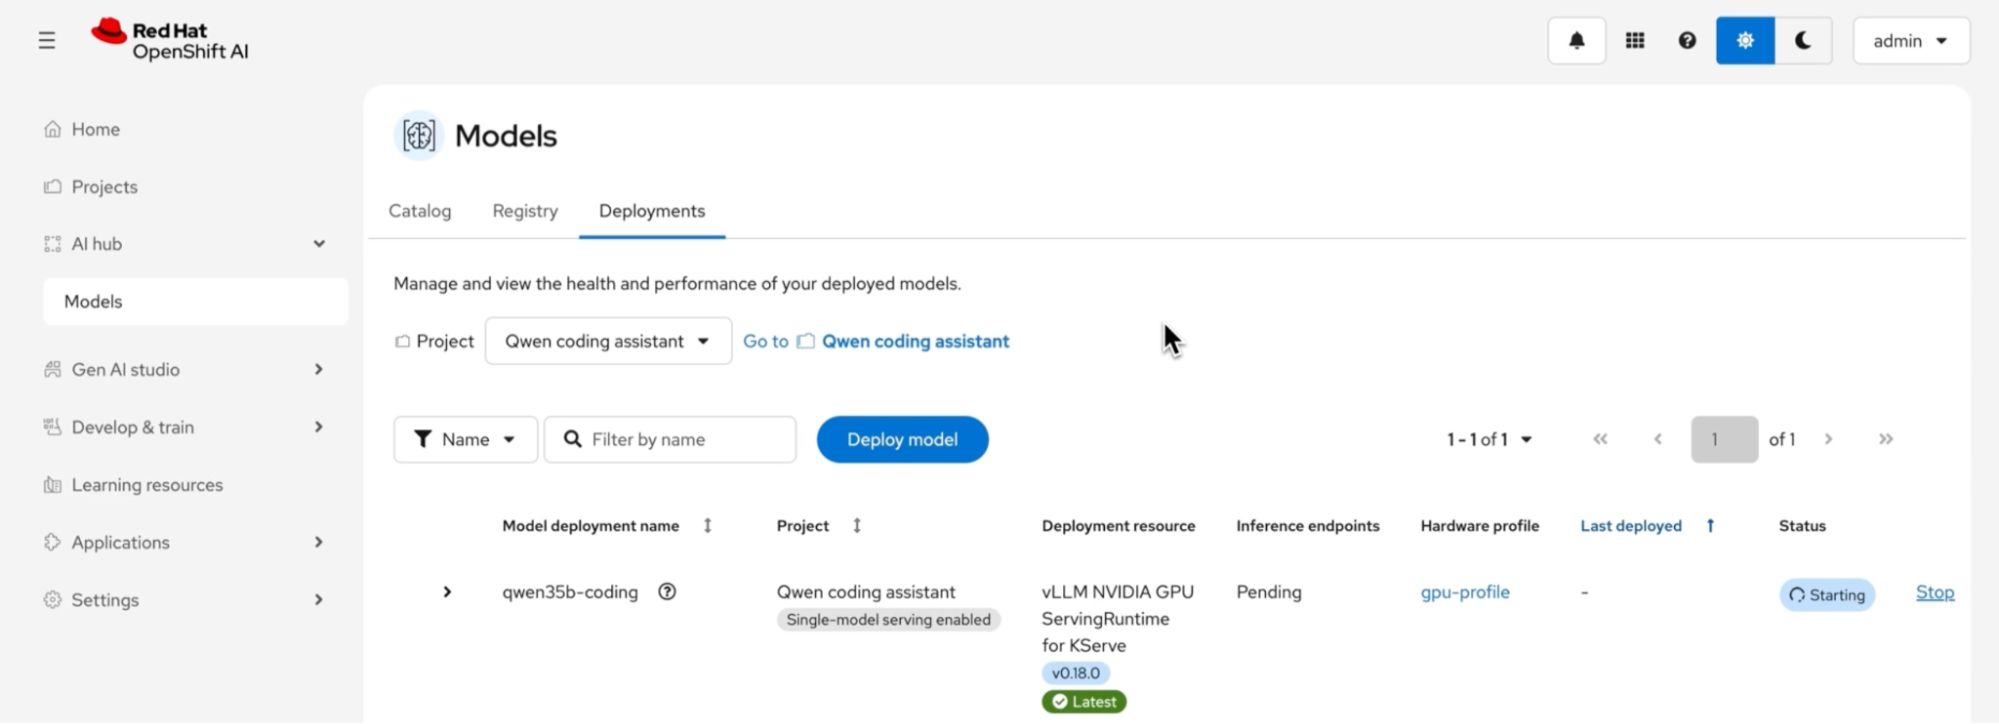 Red Hat
OpenShift AI
admin
Home
Projects
AI hub
Models
Gen AI studio
Develop & train
Learning resources
Applications
Settings
Models
Catalog Registry Deployments
Manage and view the health and performance of your deployed models.
Project Qwen coding assistant Go to Qwen coding assistant
Name Filter by name Deploy model 1 - 1 of 1 1 of 1
Model deployment name Project Deployment resource Inference endpoints Hardware profile Last deployed Status
qwen35b-coding Qwen coding assistant vLLM NVIDIA GPU Pending gpu-profile - Starting Stop
Single-model serving enabled ServingRuntime
for KServe
v0.18.0
Latest